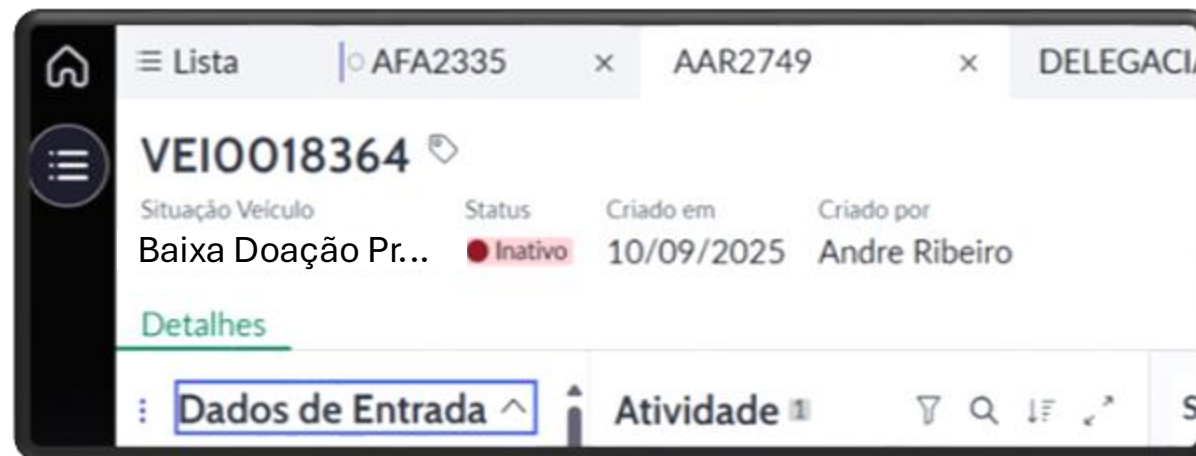 Lista AFA2335 × AAR2749 × DELEGACIA
VEI0018364
Situação Veículo Status Criado em Criado por
Baixa Doação Pr... Inativo 10/09/2025 Andre Ribeiro
Detalhes
Dados de Entrada Atividade 1 S